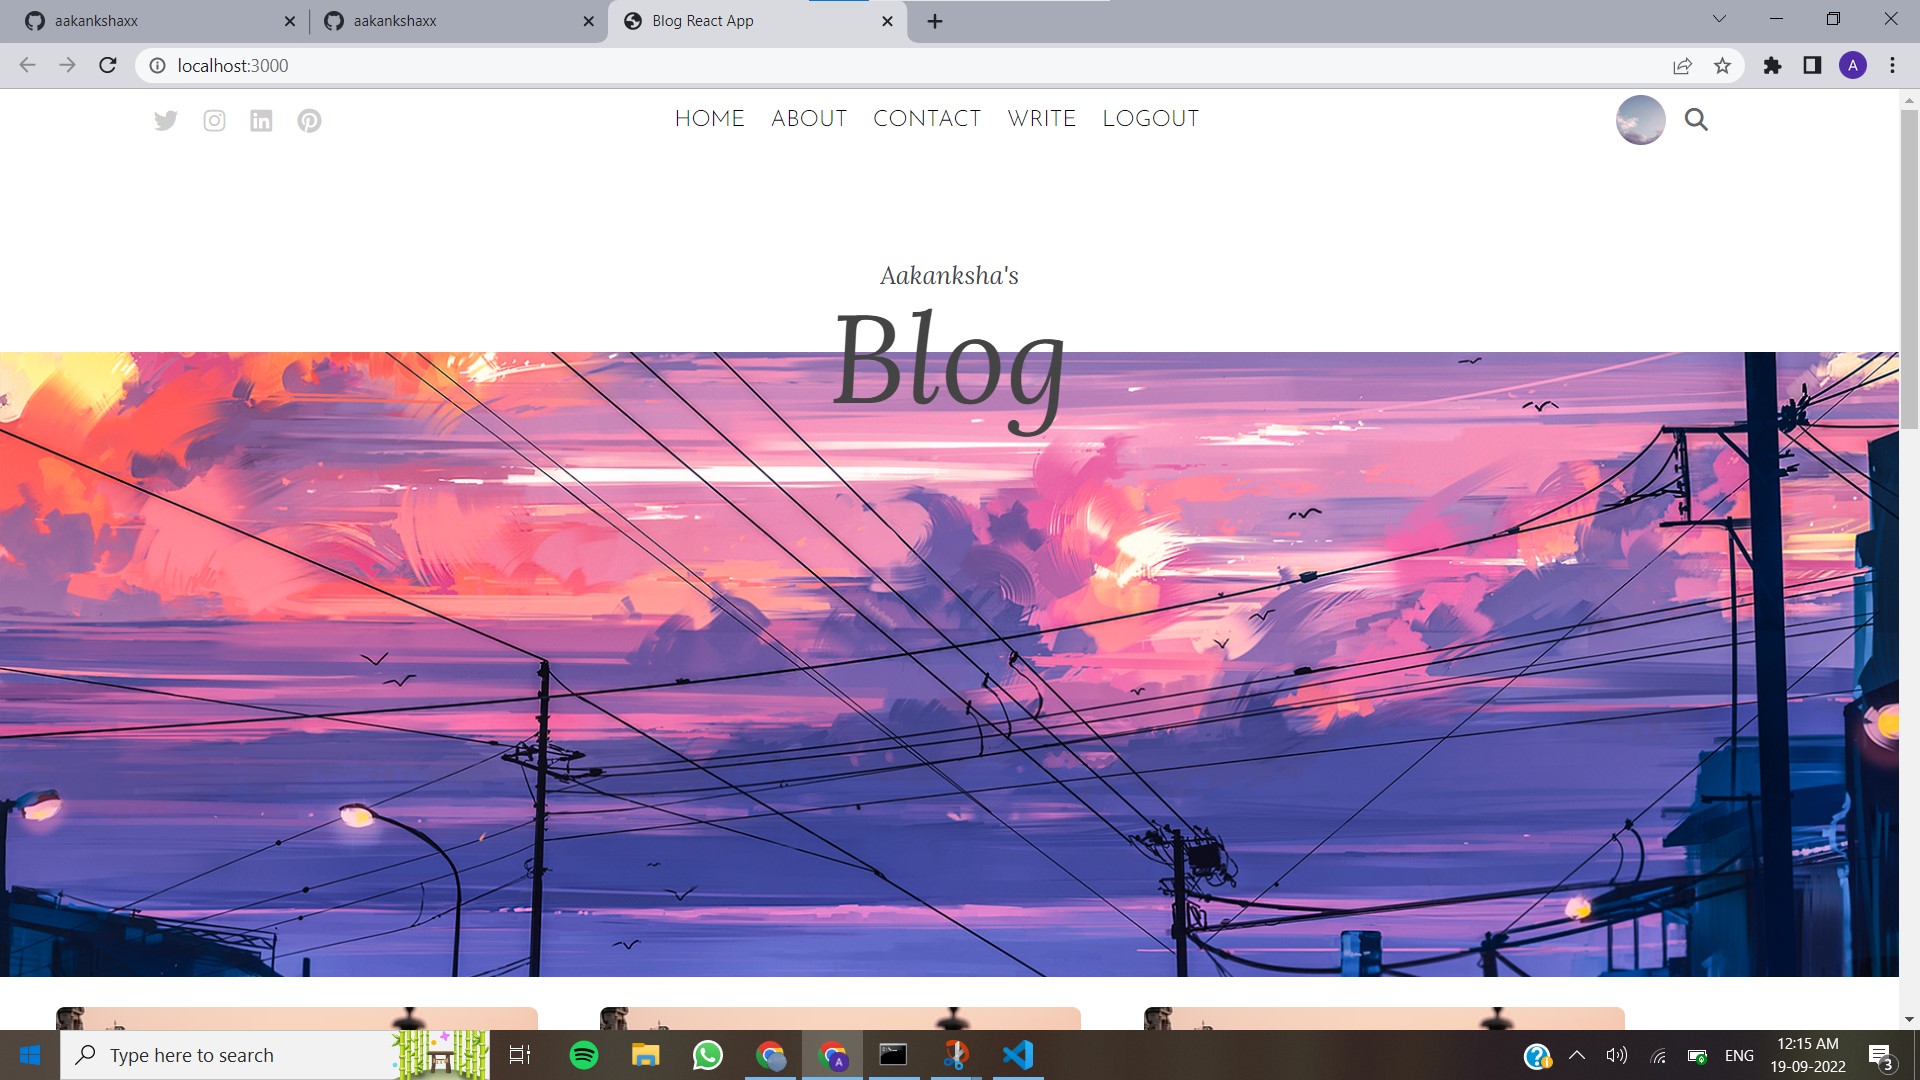 aakankshaxx
aakankshaxx
Blog React App
localhost:3000
A
HOME ABOUT CONTACT WRITE LOGOUT
Aakanksha's
Blog
Type here to search
A
ENG
12:15 AM
19-09-2022
3